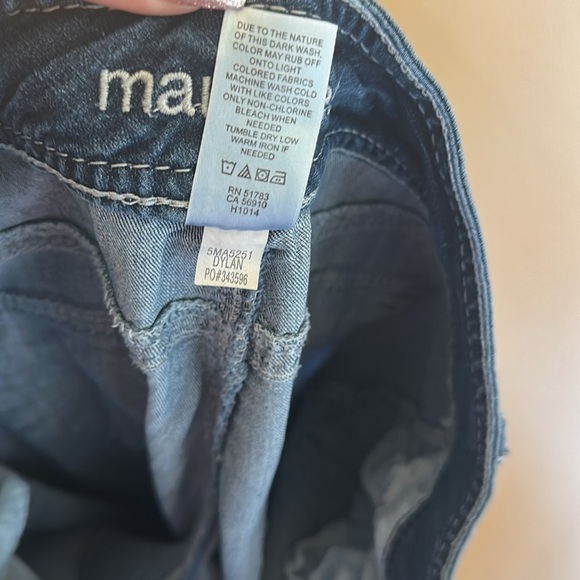 mar
DUE TO THE NATURE
OF THIS DARK WASH,
COLOR MAY RUB OFF
ONTO LIGHT
COLORED FABRICS
MACHINE WASH COLD
WITH LIKE COLORS
ONLY NON-CHLORINE
BLEACH WHEN
NEEDED
TUMBLE DRY LOW
WARM IRON IF
NEEDED
RN 51783
CA 56910
H1014
5MA5251
DYLAN
PO#343596